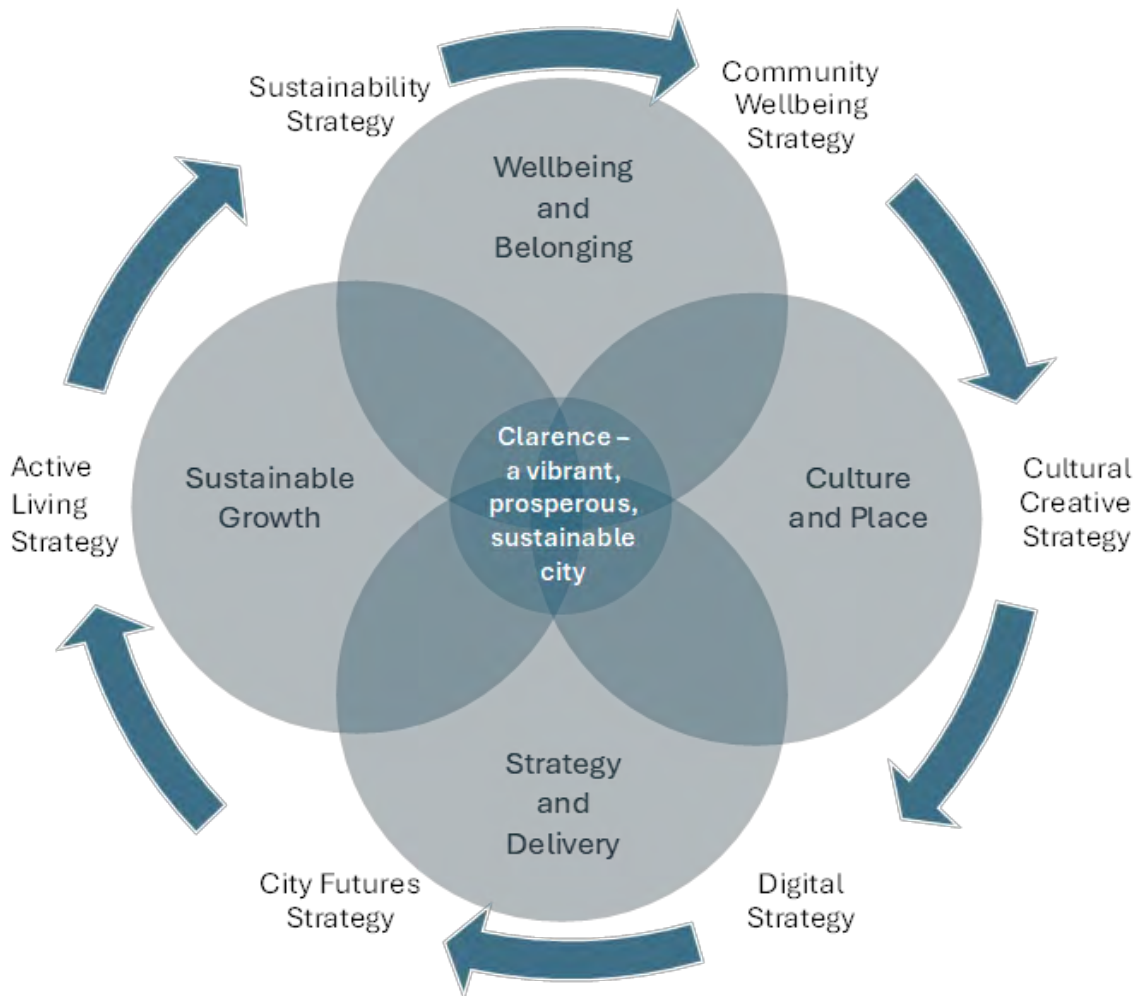 Sustainability
Strategy
Community
Wellbeing
Strategy
Wellbeing
and
Belonging
Active
Living
Strategy
Sustainable
Growth
Clarence –
a vibrant,
prosperous,
sustainable
city
Culture
and Place
Cultural
Creative
Strategy
Strategy
and
Delivery
City Futures
Strategy
Digital
Strategy